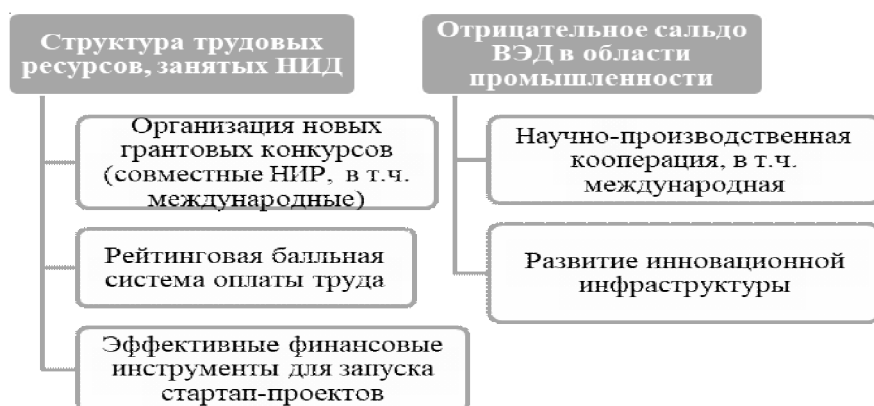 Структура трудовых
ресурсов, занятых НИД
Организация новых
грантовых конкурсов
(совместные НИР, в т.ч.
международные)
Рейтинговая балльная
система оплаты труда
Эффективные финансовые
инструменты для запуска
стартап-проектов
Отрицательное сальдо
ВЭД в области
промышленности
Научно-производственная
кооперация, в т.ч.
международная
Развитие инновационной
инфраструктуры